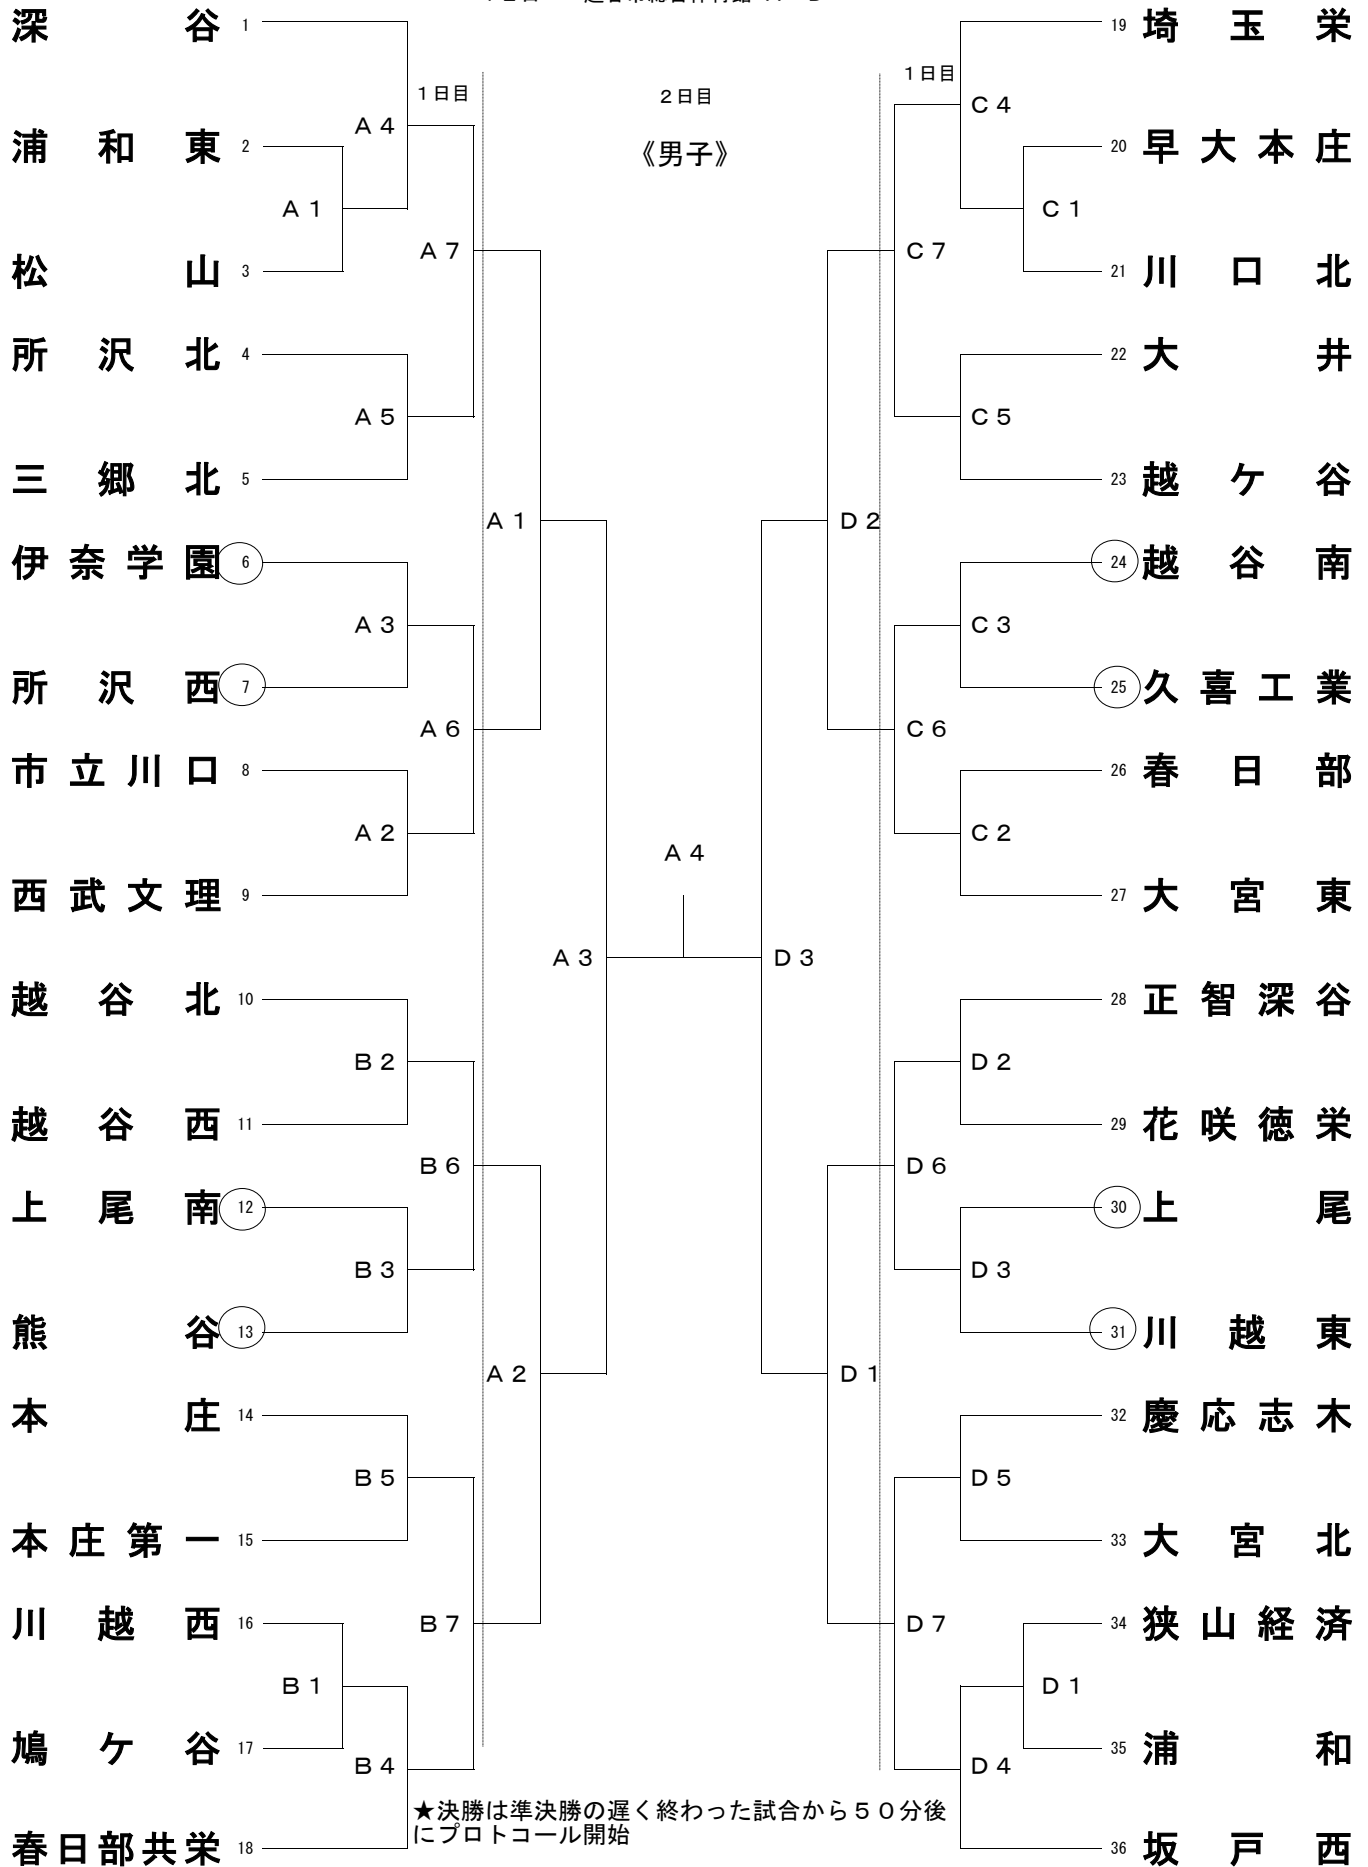 深谷 1
浦和東 2
松山 3
所沢北 4
三郷北 5
伊奈学園 6
所沢西 7
市立川口 8
西武文理 9
越谷北 10
越谷西 11
上尾南 12
熊谷 13
本庄 14
本庄第一 15
川越西 16
鳩ケ谷 17
春日部共栄 18
A4
A1
A5
A3
A2
B2
B3
B5
B1
B4
1日目
A7
A6
B6
B7
A1
A2
A3
2日目
《男子》
A4
D3
D2
D1
1日目
C7
C6
D6
D7
C4
C1
C5
C3
C2
D2
D3
D5
D1
D4
19 埼玉栄
20 早大本庄
21 川口北
22 大井
23 越ケ谷
24 越谷南
25 久喜工業
26 春日部
27 大宮東
28 正智深谷
29 花咲徳栄
30 上尾
31 川越東
32 慶応志木
33 大宮北
34 狭山経済
35 浦和
36 坂戸西
★決勝は準決勝の遅く終わった試合から50分後
にプロトコール開始